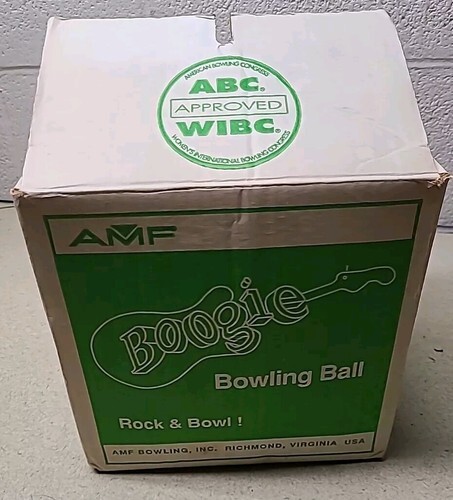 AMERICAN BOWLING CONGRESS
ABC.
APPROVED
WIBC.
WOMEN'S INTERNATIONAL BOWLING CONGRESS
AMF
Boogie
Bowling Ball
Rock & Bowl !
AMF BOWLING, INC. RICHMOND, VIRGINIA USA